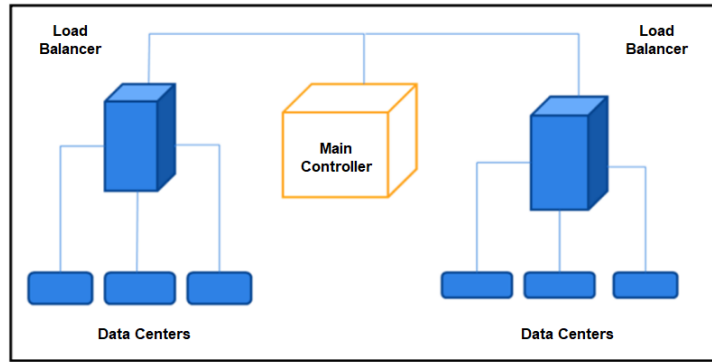 Load
Balancer
Load
Balancer
Main
Controller
Data Centers
Data Centers